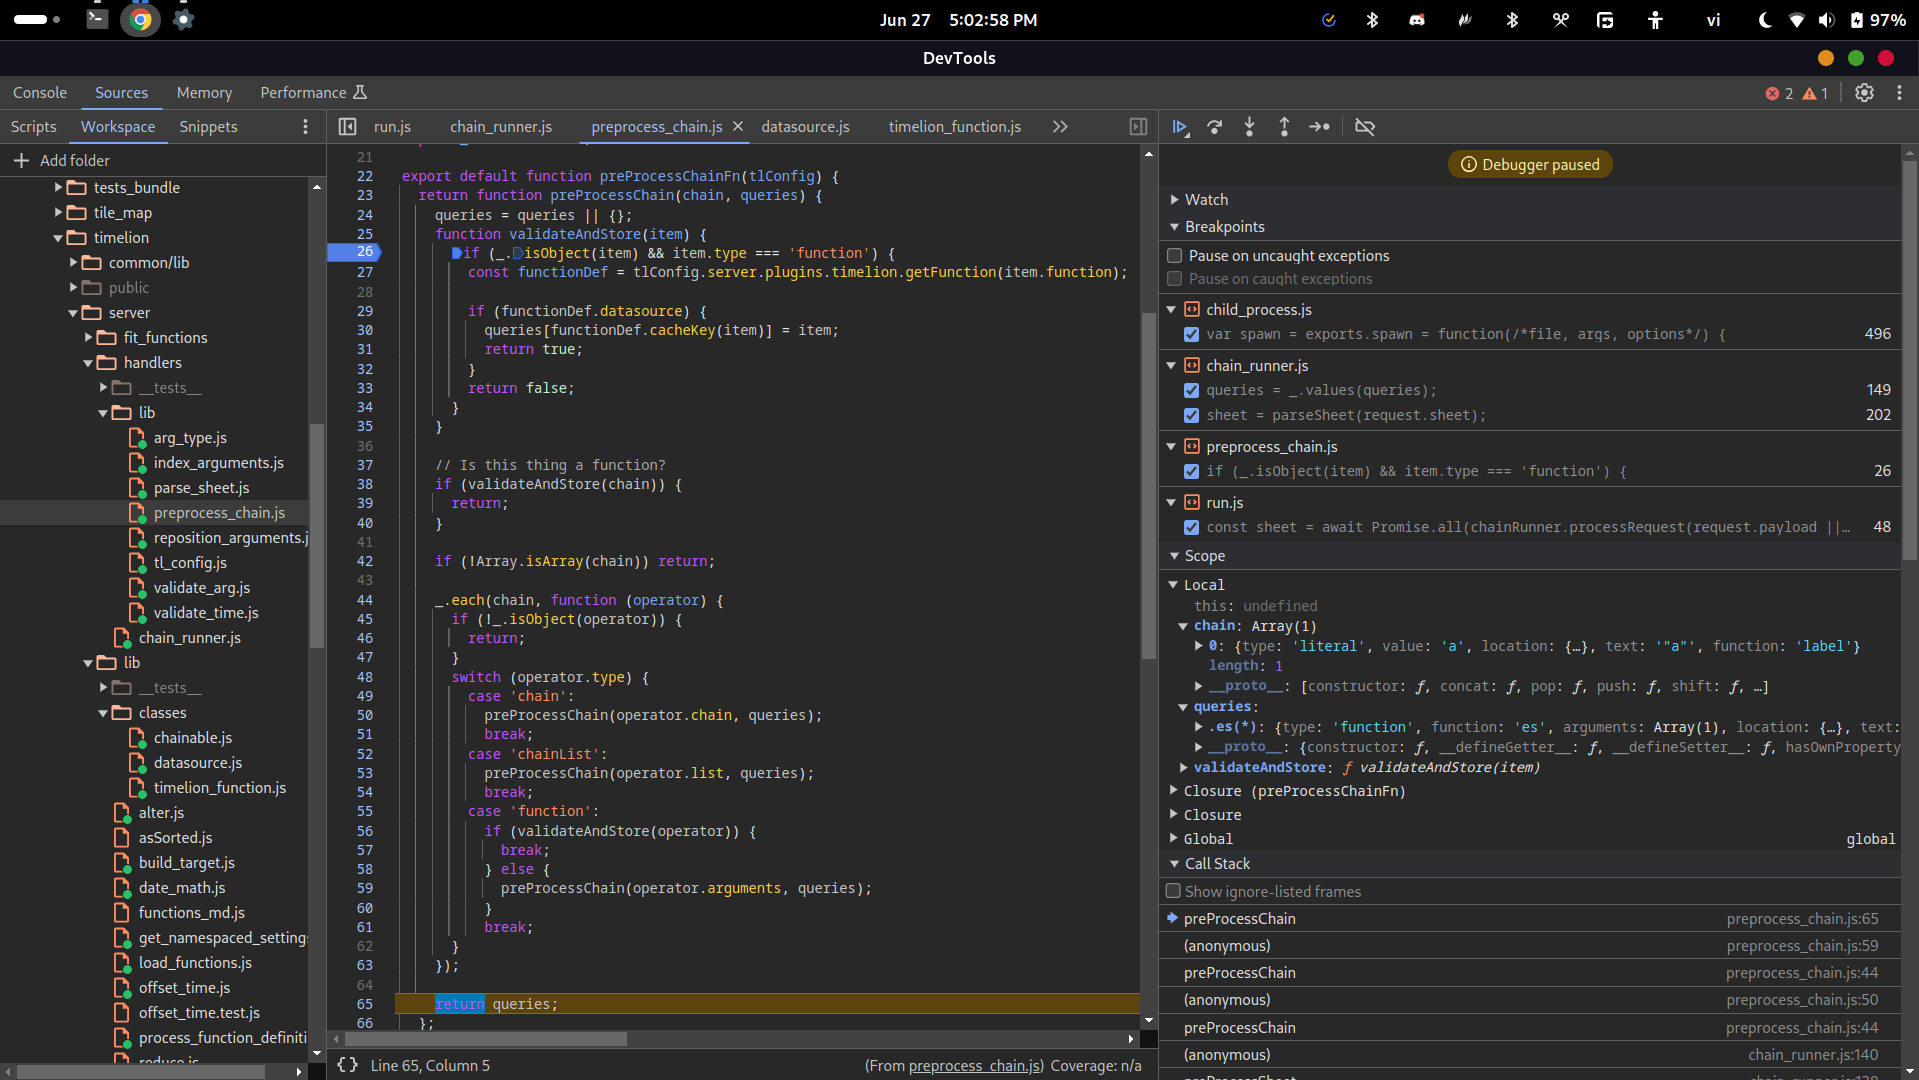 Jun 27 5:02:58 PM
vi
97%
DevTools
Console
Sources
Memory
Performance
2
1
Scripts
Workspace
Snippets
run.js
chain_runner.js
preprocess_chain.js
datasource.js
timelion_function.js
Add folder
tests_bundle
tile_map
timelion
common/lib
public
server
fit_functions
handlers
__tests__
lib
arg_type.js
index_arguments.js
parse_sheet.js
preprocess_chain.js
reposition_arguments.j
tl_config.js
validate_arg.js
validate_time.js
chain_runner.js
lib
__tests__
classes
chainable.js
datasource.js
timelion_function.js
alter.js
asSorted.js
build_target.js
date_math.js
functions_md.js
get_namespaced_setting
load_functions.js
offset_time.js
offset_time.test.js
process_function_definiti
reduce.js
21
22 export default function preProcessChainFn(tlConfig) {
23 return function preProcessChain(chain, queries) {
24 queries = queries || {};
25 function validateAndStore(item) {
26 if (_.isObject(item) && item.type === 'function') {
27 const functionDef = tlConfig.server.plugins.timelion.getFunction(item.function);
28
29 if (functionDef.datasource) {
30 queries[functionDef.cacheKey(item)] = item;
31 return true;
32 }
33 return false;
34 }
35 }
36
37 // Is this thing a function?
38 if (validateAndStore(chain)) {
39 return;
40 }
41
42 if (!Array.isArray(chain)) return;
43
44 _.each(chain, function (operator) {
45 if (!_.isObject(operator)) {
46 return;
47 }
48 switch (operator.type) {
49 case 'chain':
50 preProcessChain(operator.chain, queries);
51 break;
52 case 'chainList':
53 preProcessChain(operator.list, queries);
54 break;
55 case 'function':
56 if (validateAndStore(operator)) {
57 break;
58 } else {
59 preProcessChain(operator.arguments, queries);
60 }
61 break;
62 }
63 });
64
65 return queries;
66 };
{} Line 65, Column 5
(From preprocess_chain.js) Coverage: n/a
Debugger paused
Watch
Breakpoints
Pause on uncaught exceptions
Pause on caught exceptions
child_process.js
var spawn = exports.spawn = function(/*file, args, options*/) { 496
chain_runner.js
queries = _.values(queries); 149
sheet = parseSheet(request.sheet); 202
preprocess_chain.js
if (_.isObject(item) && item.type === 'function') { 26
run.js
const sheet = await Promise.all(chainRunner.processRequest(request.payload ||… 48
Scope
Local
this: undefined
chain: Array(1)
0: {type: 'literal', value: 'a', location: {…}, text: '"a"', function: 'label'}
length: 1
__proto__: [constructor: ƒ, concat: ƒ, pop: ƒ, push: ƒ, shift: ƒ, …]
queries:
.es(*): {type: 'function', function: 'es', arguments: Array(1), location: {…}, text:
__proto__: {constructor: ƒ, __defineGetter__: ƒ, __defineSetter__: ƒ, hasOwnProperty
validateAndStore: ƒ validateAndStore(item)
Closure (preProcessChainFn)
Closure
Global global
Call Stack
Show ignore-listed frames
preProcessChain preprocess_chain.js:65
(anonymous) preprocess_chain.js:59
preProcessChain preprocess_chain.js:44
(anonymous) preprocess_chain.js:50
preProcessChain preprocess_chain.js:44
(anonymous) chain_runner.js:140